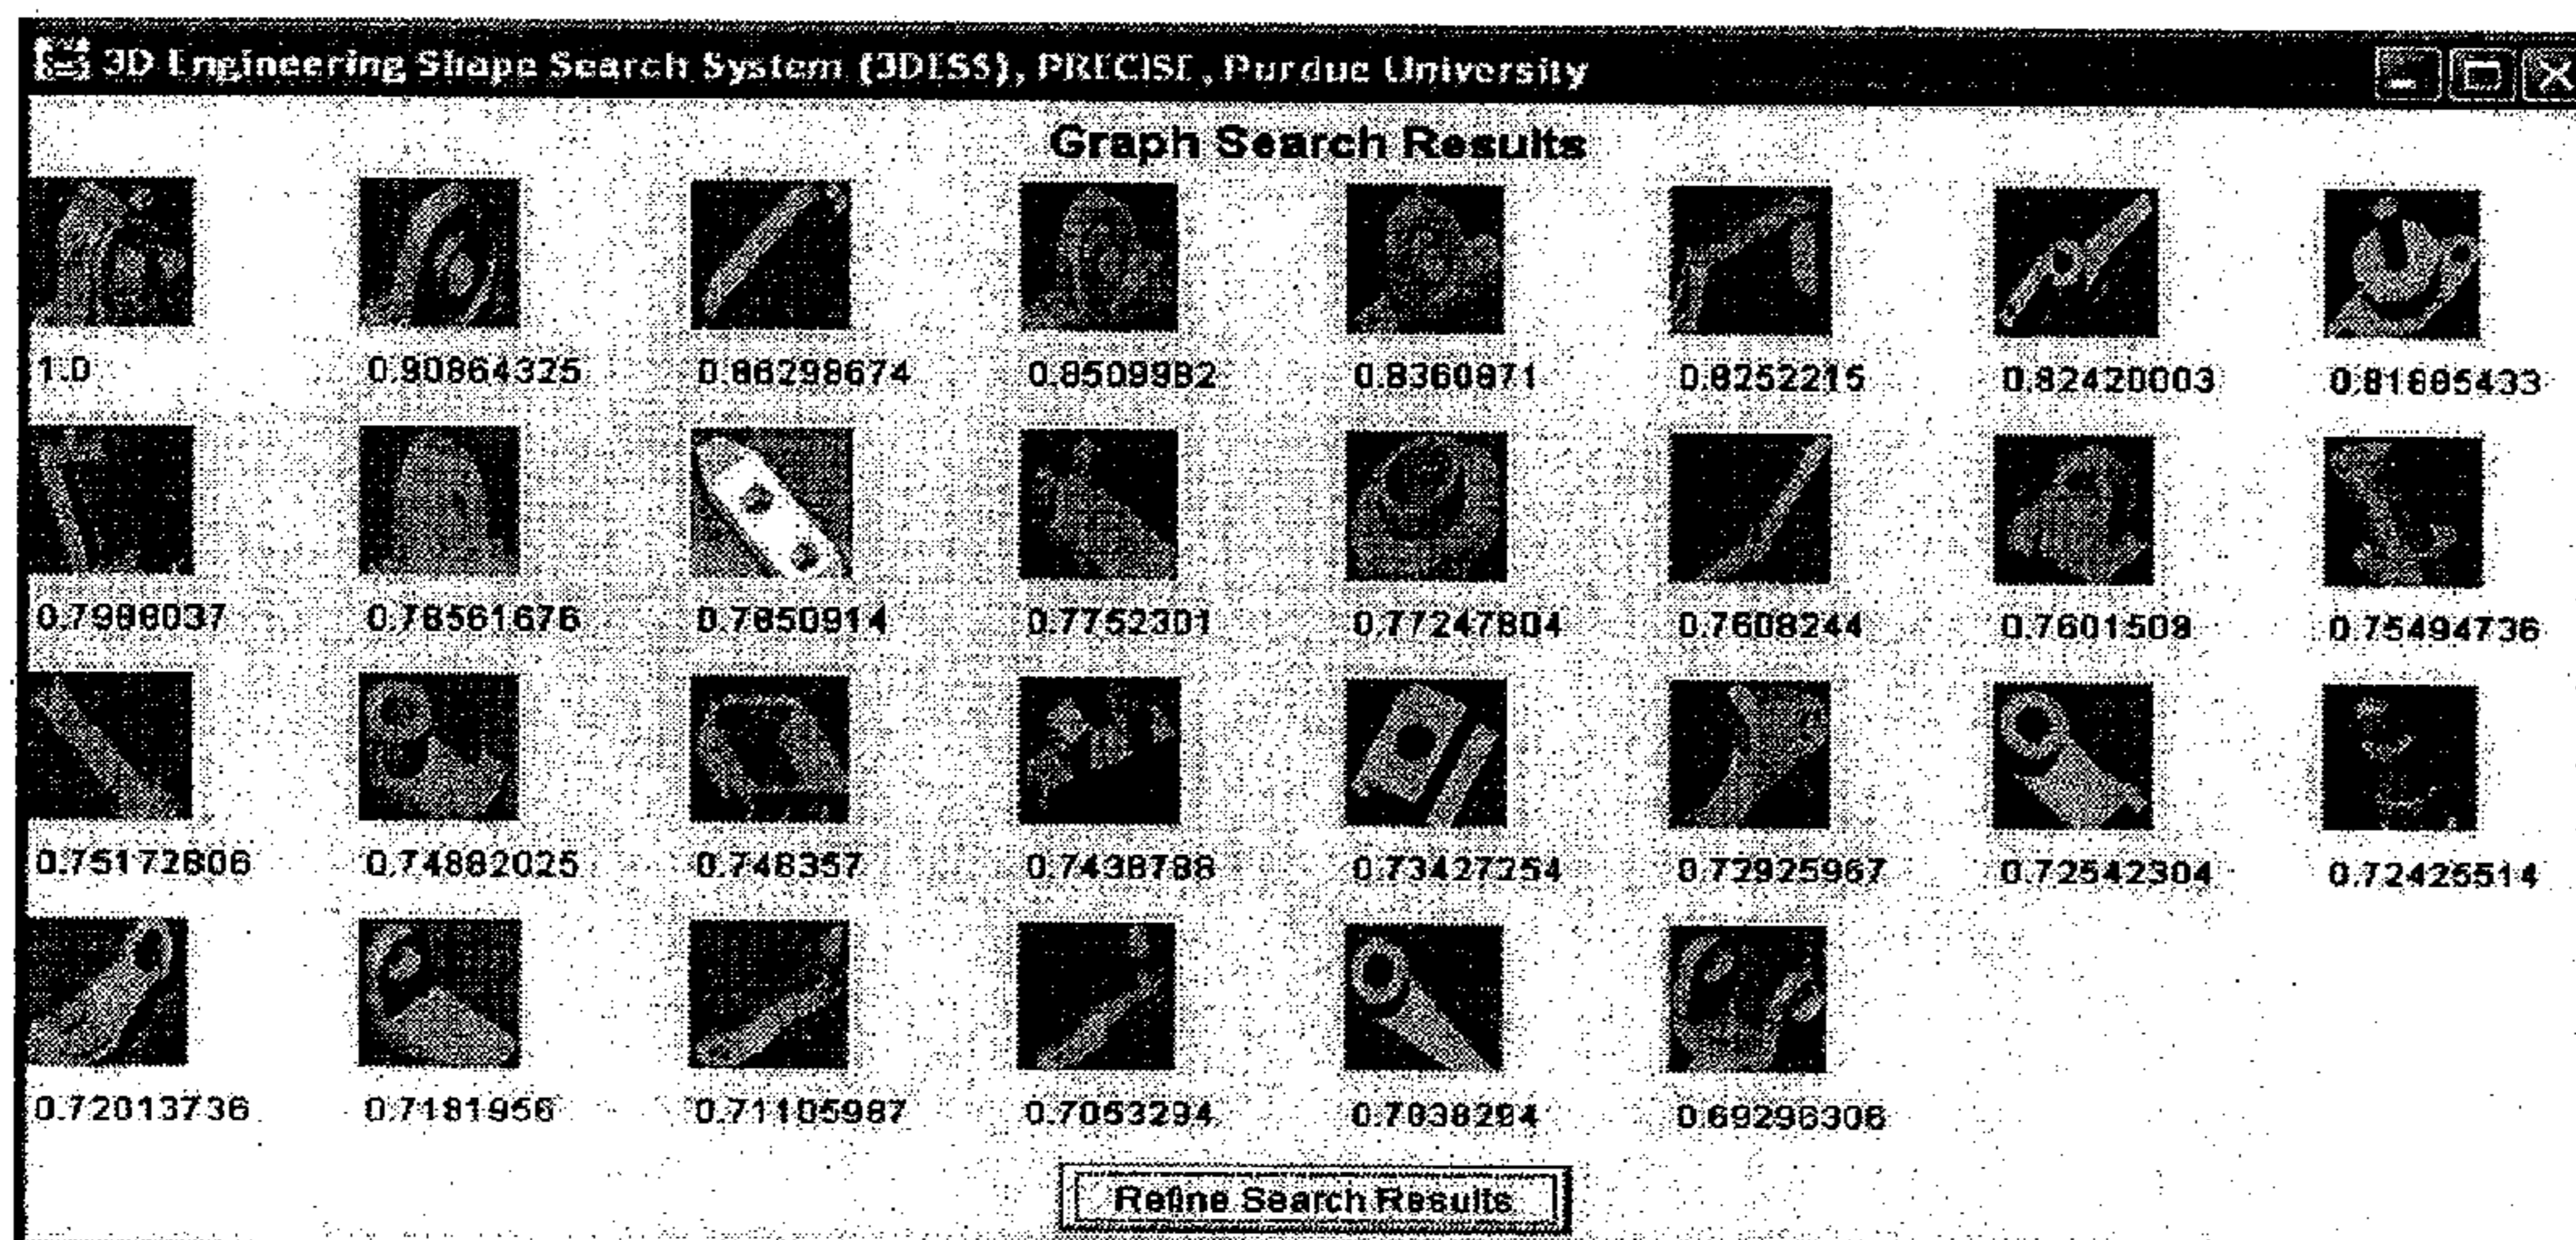 3D Engineering Shape Search System (3DESS), PRECISE, Purdue University
Graph Search Results
1.0 0.90864325 0.86298674 0.8509982 0.8360871 0.8252215 0.82420003 0.81885433
0.7988037 0.78561676 0.7850914 0.7752301 0.77247804 0.7608244 0.7601509 0.75494736
0.75172806 0.74882025 0.748357 0.7438788 0.73427254 0.72925967 0.72542304 0.72425514
0.72013736 0.7181956 0.71105987 0.7053294 0.7038294 0.69296306
Refine Search Results